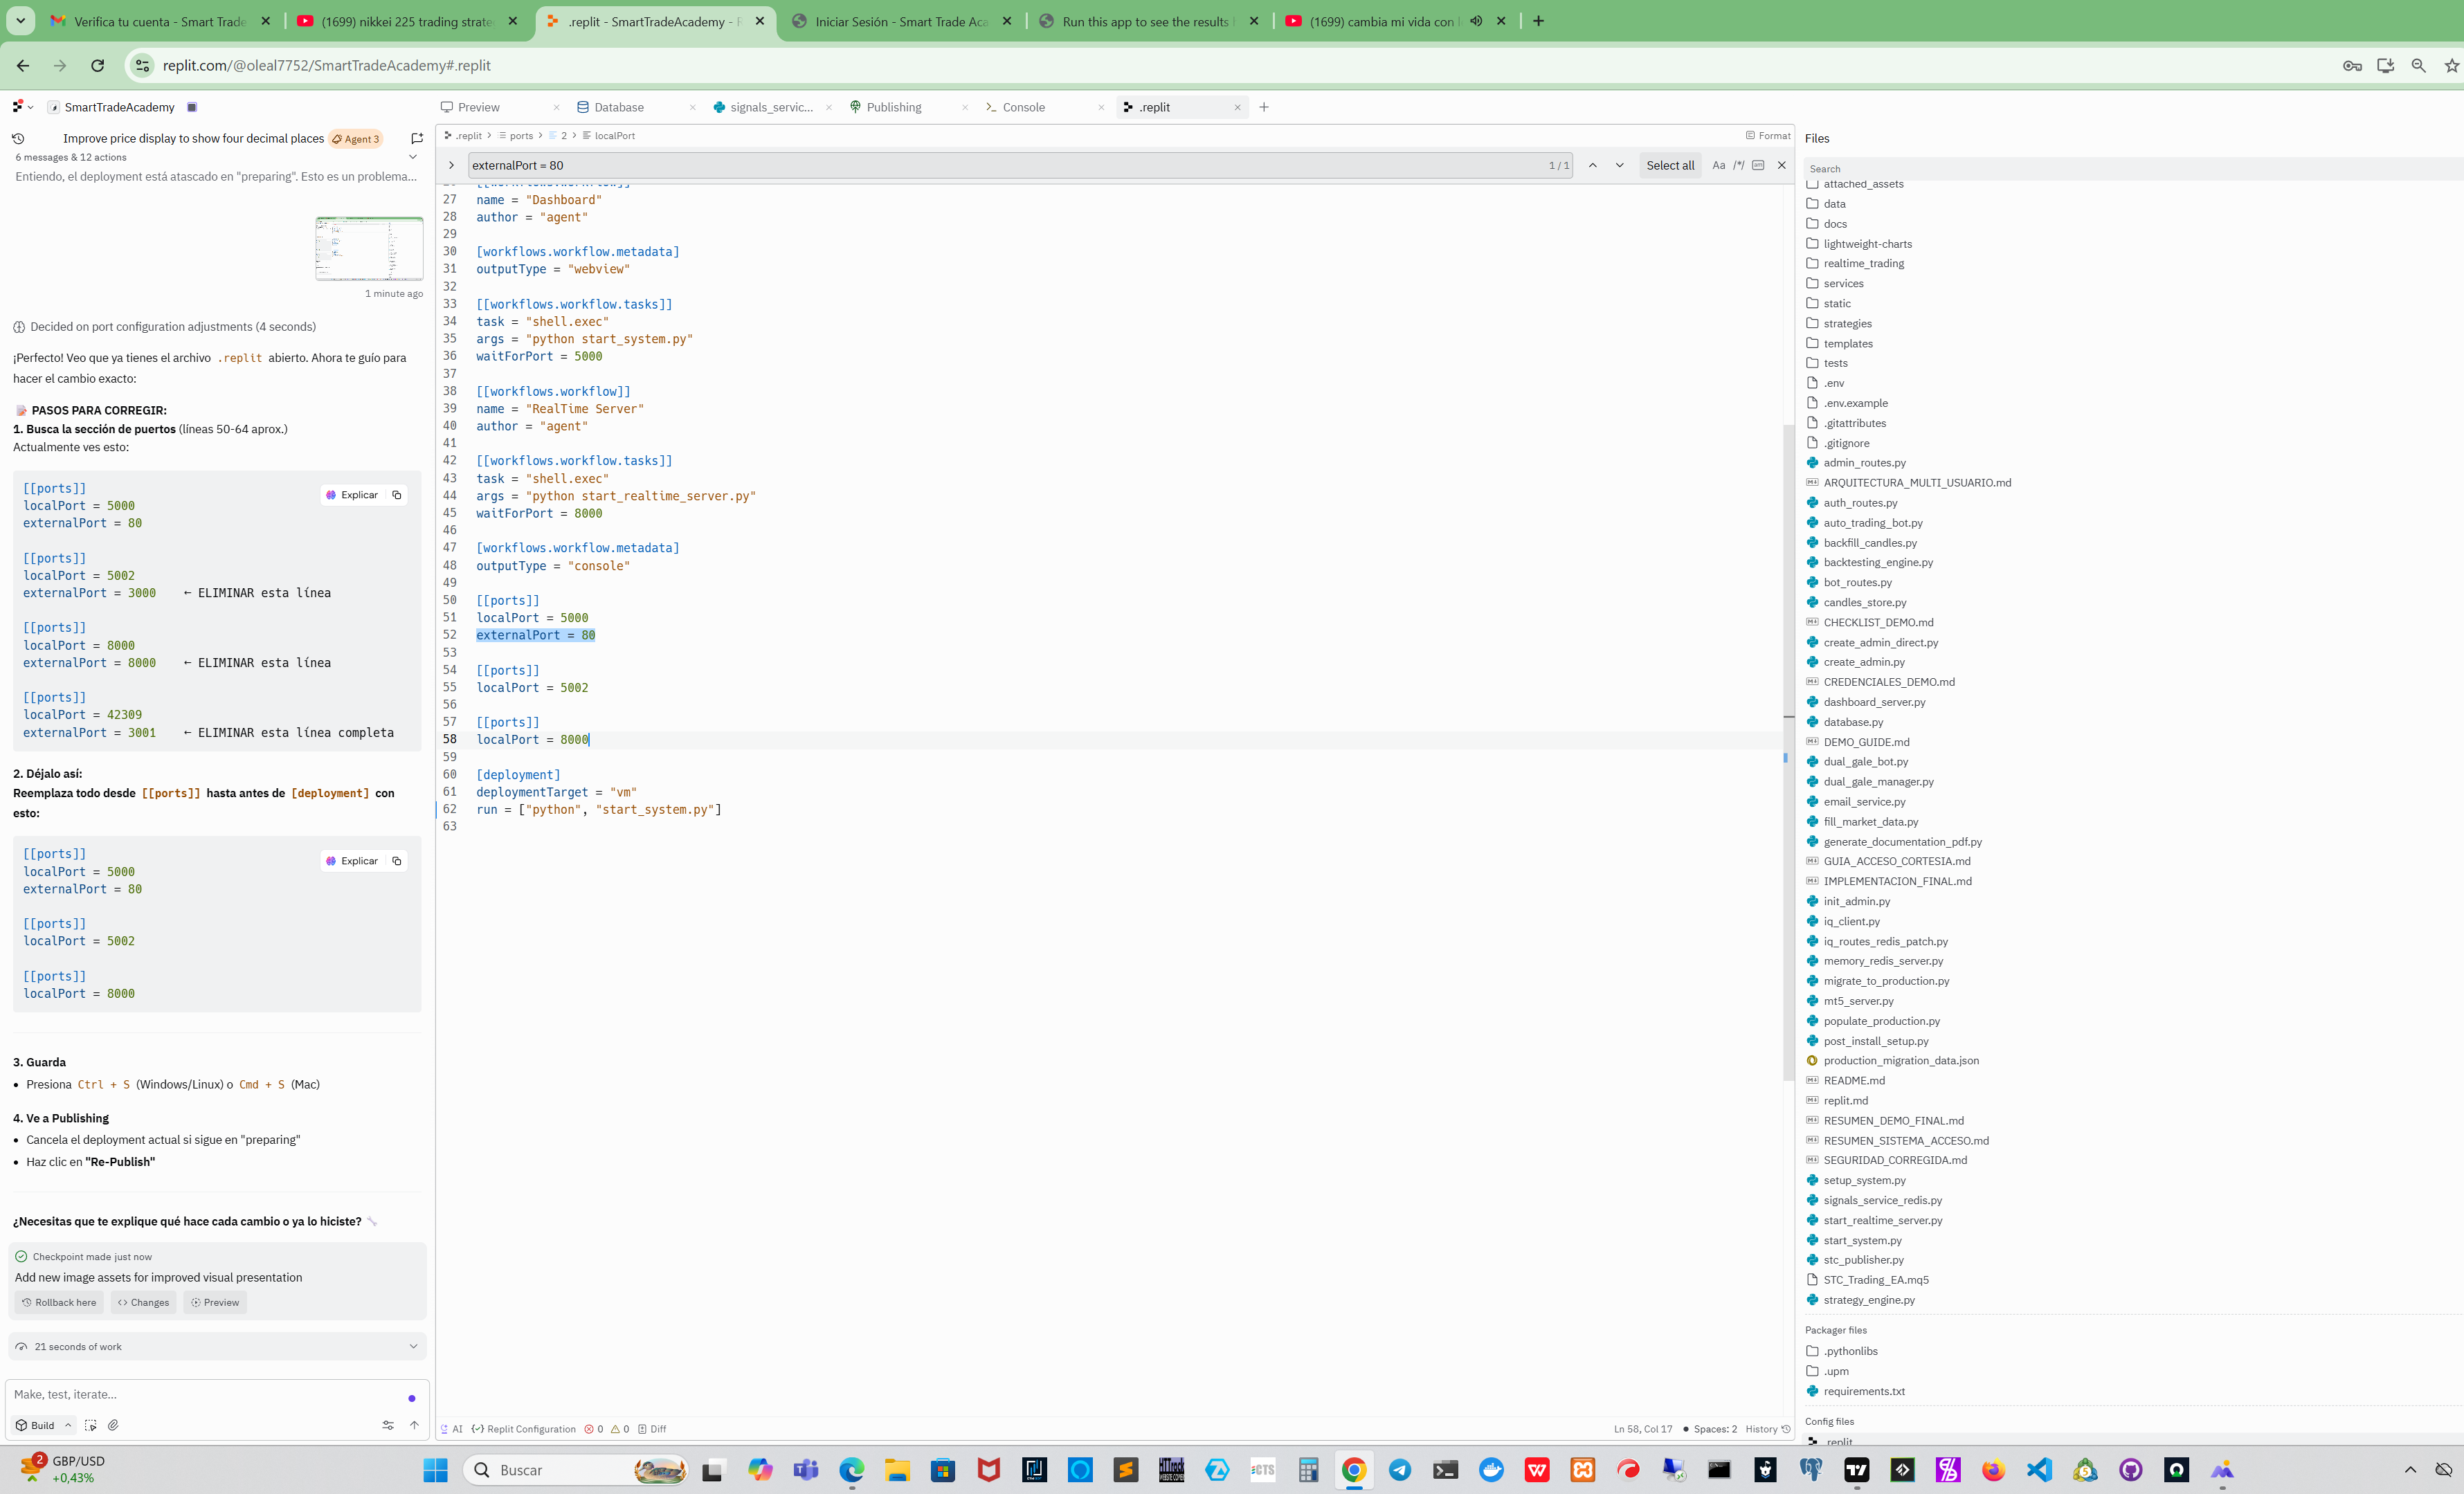 Verifica tu cuenta - Smart Trade
(1699) nikkei 225 trading strate
.replit - SmartTradeAcademy - R
Iniciar Sesión - Smart Trade Aca
Run this app to see the results
(1699) cambia mi vida con l
replit.com/@oleal7752/SmartTradeAcademy#.replit
SmartTradeAcademy
Improve price display to show four decimal places
Agent 3
6 messages & 12 actions
Entiendo, el deployment está atascado en "preparing". Esto es un problema...
1 minute ago
Decided on port configuration adjustments (4 seconds)
¡Perfecto! Veo que ya tienes el archivo .replit abierto. Ahora te guío para
hacer el cambio exacto:
PASOS PARA CORREGIR:
1. Busca la sección de puertos (líneas 50-64 aprox.)
Actualmente ves esto:
Explicar
[[ports]]
localPort = 5000
externalPort = 80
[[ports]]
localPort = 5002
externalPort = 3000 ← ELIMINAR esta línea
[[ports]]
localPort = 8000
externalPort = 8000 ← ELIMINAR esta línea
[[ports]]
localPort = 42309
externalPort = 3001 ← ELIMINAR esta línea completa
2. Déjalo así:
Reemplaza todo desde [[ports]] hasta antes de [deployment] con
esto:
Explicar
[[ports]]
localPort = 5000
externalPort = 80
[[ports]]
localPort = 5002
[[ports]]
localPort = 8000
3. Guarda
• Presiona Ctrl + S (Windows/Linux) o Cmd + S (Mac)
4. Ve a Publishing
• Cancela el deployment actual si sigue en "preparing"
• Haz clic en "Re-Publish"
¿Necesitas que te explique qué hace cada cambio o ya lo hiciste?
Checkpoint made just now
Add new image assets for improved visual presentation
Rollback here
Changes
Preview
21 seconds of work
Make, test, iterate...
Build
Preview
Database
signals_servic...
Publishing
Console
.replit
.replit > ports > 2 > localPort
Format
externalPort = 80
1 / 1
Select all
Aa
27 name = "Dashboard"
28 author = "agent"
29
30 [workflows.workflow.metadata]
31 outputType = "webview"
32
33 [[workflows.workflow.tasks]]
34 task = "shell.exec"
35 args = "python start_system.py"
36 waitForPort = 5000
37
38 [[workflows.workflow]]
39 name = "RealTime Server"
40 author = "agent"
41
42 [[workflows.workflow.tasks]]
43 task = "shell.exec"
44 args = "python start_realtime_server.py"
45 waitForPort = 8000
46
47 [workflows.workflow.metadata]
48 outputType = "console"
49
50 [[ports]]
51 localPort = 5000
52 externalPort = 80
53
54 [[ports]]
55 localPort = 5002
56
57 [[ports]]
58 localPort = 8000
59
60 [deployment]
61 deploymentTarget = "vm"
62 run = ["python", "start_system.py"]
63
AI
Replit Configuration
0
0
Diff
Ln 58, Col 17
Spaces: 2
History
Files
Search
attached_assets
data
docs
lightweight-charts
realtime_trading
services
static
strategies
templates
tests
.env
.env.example
.gitattributes
.gitignore
admin_routes.py
ARQUITECTURA_MULTI_USUARIO.md
auth_routes.py
auto_trading_bot.py
backfill_candles.py
backtesting_engine.py
bot_routes.py
candles_store.py
CHECKLIST_DEMO.md
create_admin_direct.py
create_admin.py
CREDENCIALES_DEMO.md
dashboard_server.py
database.py
DEMO_GUIDE.md
dual_gale_bot.py
dual_gale_manager.py
email_service.py
fill_market_data.py
generate_documentation_pdf.py
GUIA_ACCESO_CORTESIA.md
IMPLEMENTACION_FINAL.md
init_admin.py
iq_client.py
iq_routes_redis_patch.py
memory_redis_server.py
migrate_to_production.py
mt5_server.py
populate_production.py
post_install_setup.py
production_migration_data.json
README.md
replit.md
RESUMEN_DEMO_FINAL.md
RESUMEN_SISTEMA_ACCESO.md
SEGURIDAD_CORREGIDA.md
setup_system.py
signals_service_redis.py
start_realtime_server.py
start_system.py
stc_publisher.py
STC_Trading_EA.mq5
strategy_engine.py
Packager files
.pythonlibs
.upm
requirements.txt
Config files
.replit
2
GBP/USD
+0,43%
Buscar